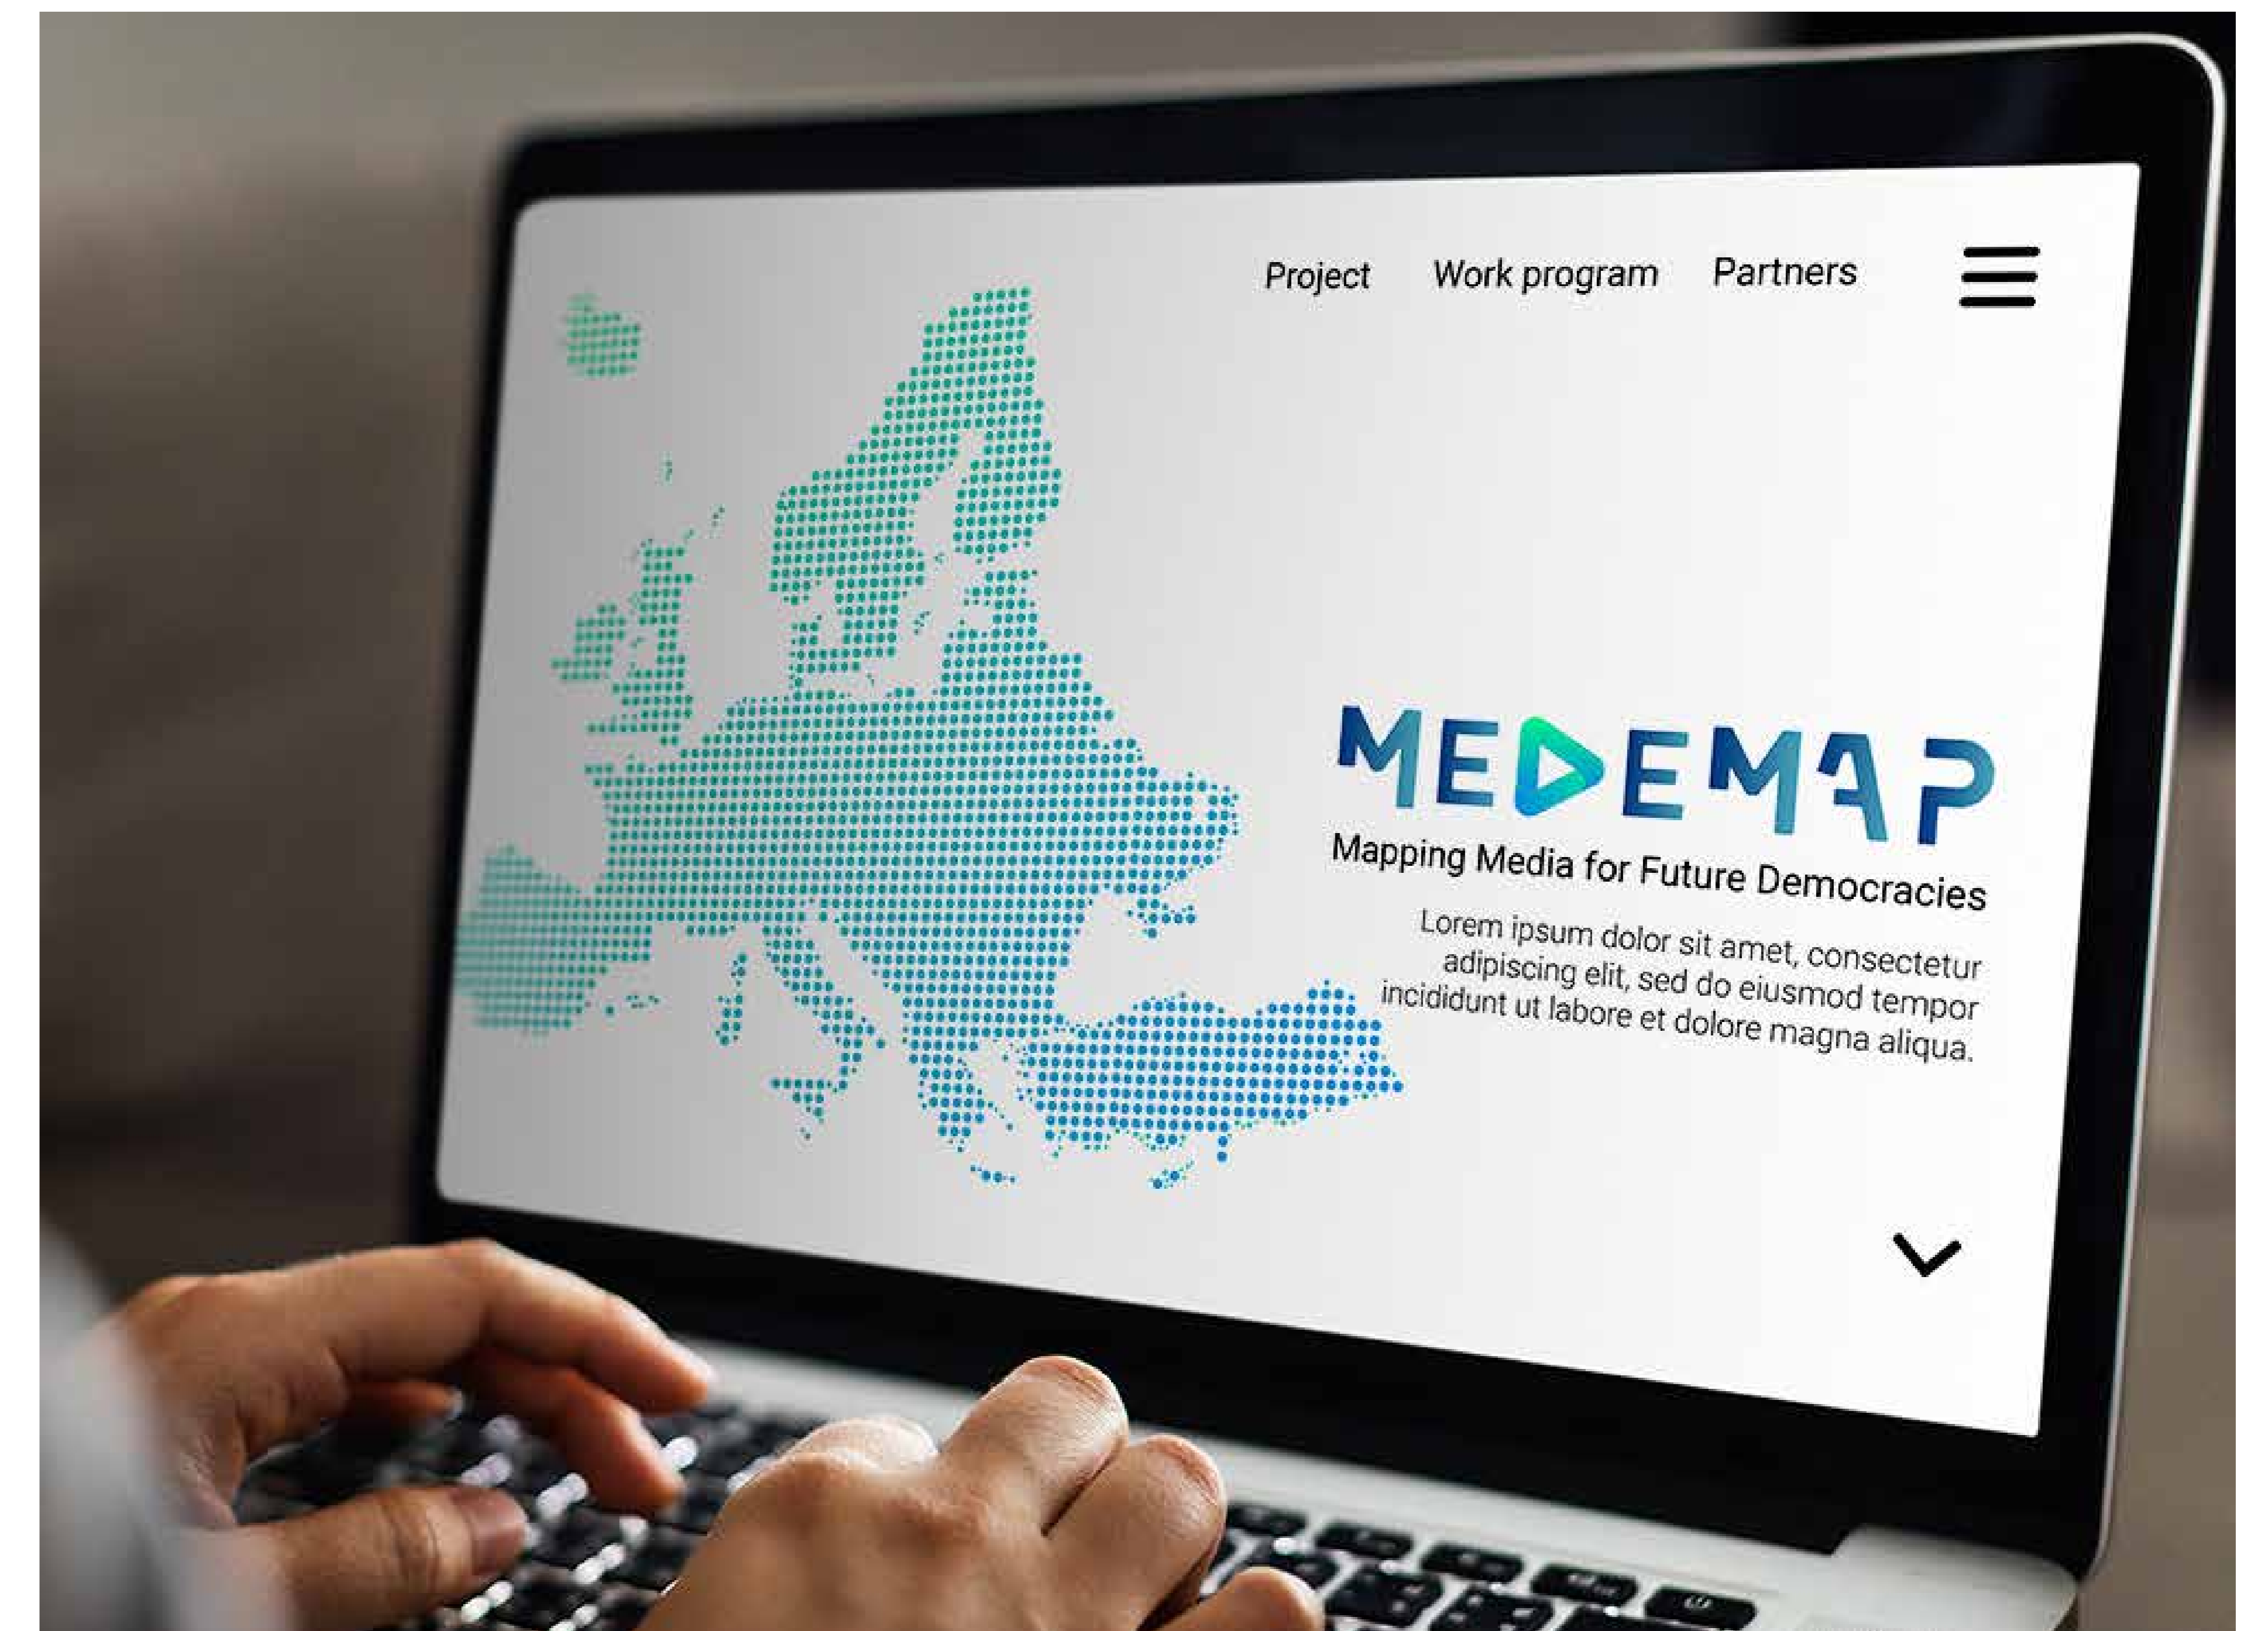 Project Work program Partners
MEDEMAP
Mapping Media for Future Democracies
Lorem ipsum dolor sit amet, consectetur
adipiscing elit, sed do eiusmod tempor
incididunt ut labore et dolore magna aliqua.